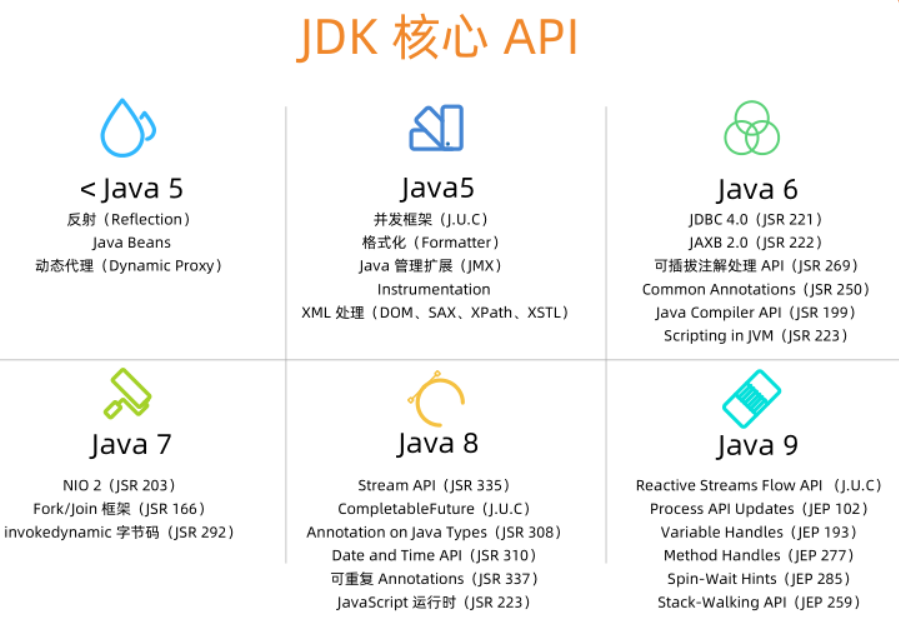 JDK 核心 API
< Java 5
反射（Reflection）
Java Beans
动态代理（Dynamic Proxy）
Java5
并发框架（J.U.C）
格式化（Formatter）
Java 管理扩展（JMX）
Instrumentation
XML 处理（DOM、SAX、XPath、XSTL）
Java 6
JDBC 4.0（JSR 221）
JAXB 2.0（JSR 222）
可插拔注解处理 API（JSR 269）
Common Annotations（JSR 250）
Java Compiler API（JSR 199）
Scripting in JVM（JSR 223）
Java 7
NIO 2（JSR 203）
Fork/Join 框架（JSR 166）
invokedynamic 字节码（JSR 292）
Java 8
Stream API（JSR 335）
CompletableFuture（J.U.C）
Annotation on Java Types（JSR 308）
Date and Time API（JSR 310）
可重复 Annotations（JSR 337）
JavaScript 运行时（JSR 223）
Java 9
Reactive Streams Flow API （J.U.C）
Process API Updates（JEP 102）
Variable Handles（JEP 193）
Method Handles（JEP 277）
Spin-Wait Hints（JEP 285）
Stack-Walking API（JEP 259）